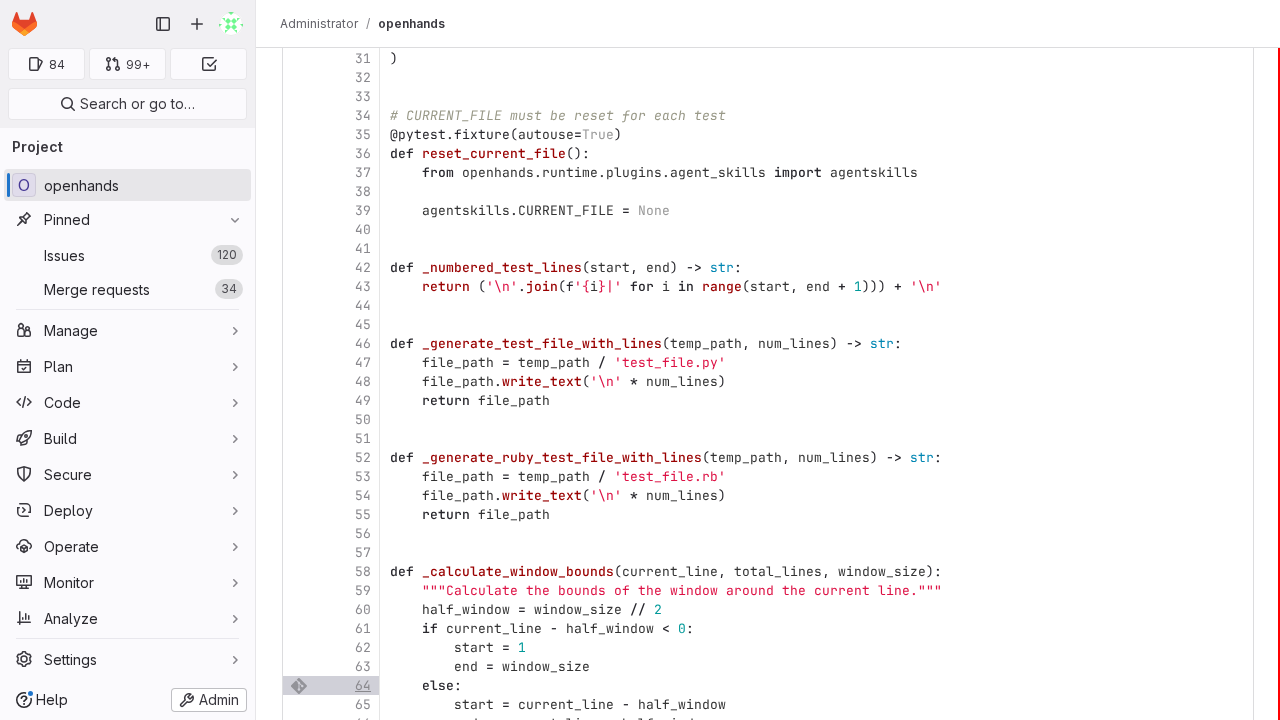 Administrator / openhands
84
99+
Search or go to…
Project
O openhands
Pinned
Issues 120
Merge requests 34
Manage
Plan
Code
Build
Secure
Deploy
Operate
Monitor
Analyze
Settings
Help
Admin
31 )
32
33
34 # CURRENT_FILE must be reset for each test
35 @pytest.fixture(autouse=True)
36 def reset_current_file():
37     from openhands.runtime.plugins.agent_skills import agentskills
38
39     agentskills.CURRENT_FILE = None
40
41
42 def _numbered_test_lines(start, end) -> str:
43     return ('\n'.join(f'{i}|' for i in range(start, end + 1))) + '\n'
44
45
46 def _generate_test_file_with_lines(temp_path, num_lines) -> str:
47     file_path = temp_path / 'test_file.py'
48     file_path.write_text('\n' * num_lines)
49     return file_path
50
51
52 def _generate_ruby_test_file_with_lines(temp_path, num_lines) -> str:
53     file_path = temp_path / 'test_file.rb'
54     file_path.write_text('\n' * num_lines)
55     return file_path
56
57
58 def _calculate_window_bounds(current_line, total_lines, window_size):
59     """Calculate the bounds of the window around the current line."""
60     half_window = window_size // 2
61     if current_line - half_window < 0:
62         start = 1
63         end = window_size
64     else:
65         start = current_line - half_window